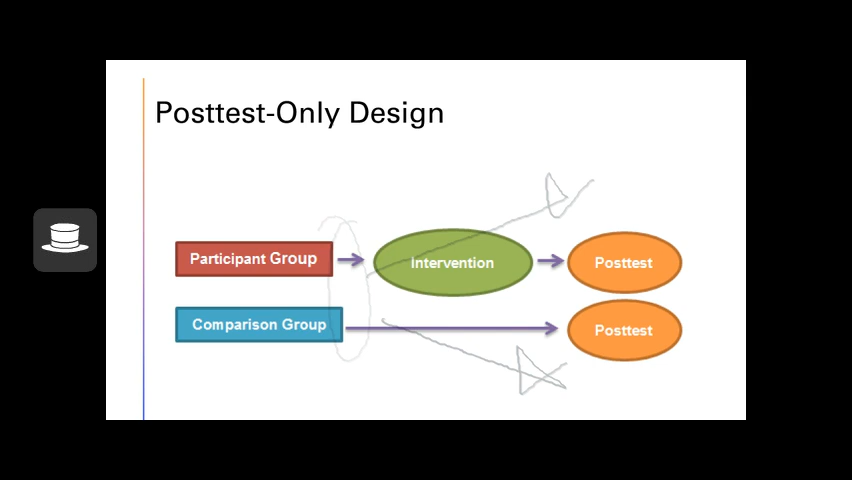 Posttest-Only Design
Participant Group
Intervention
Posttest
Comparison Group
Posttest